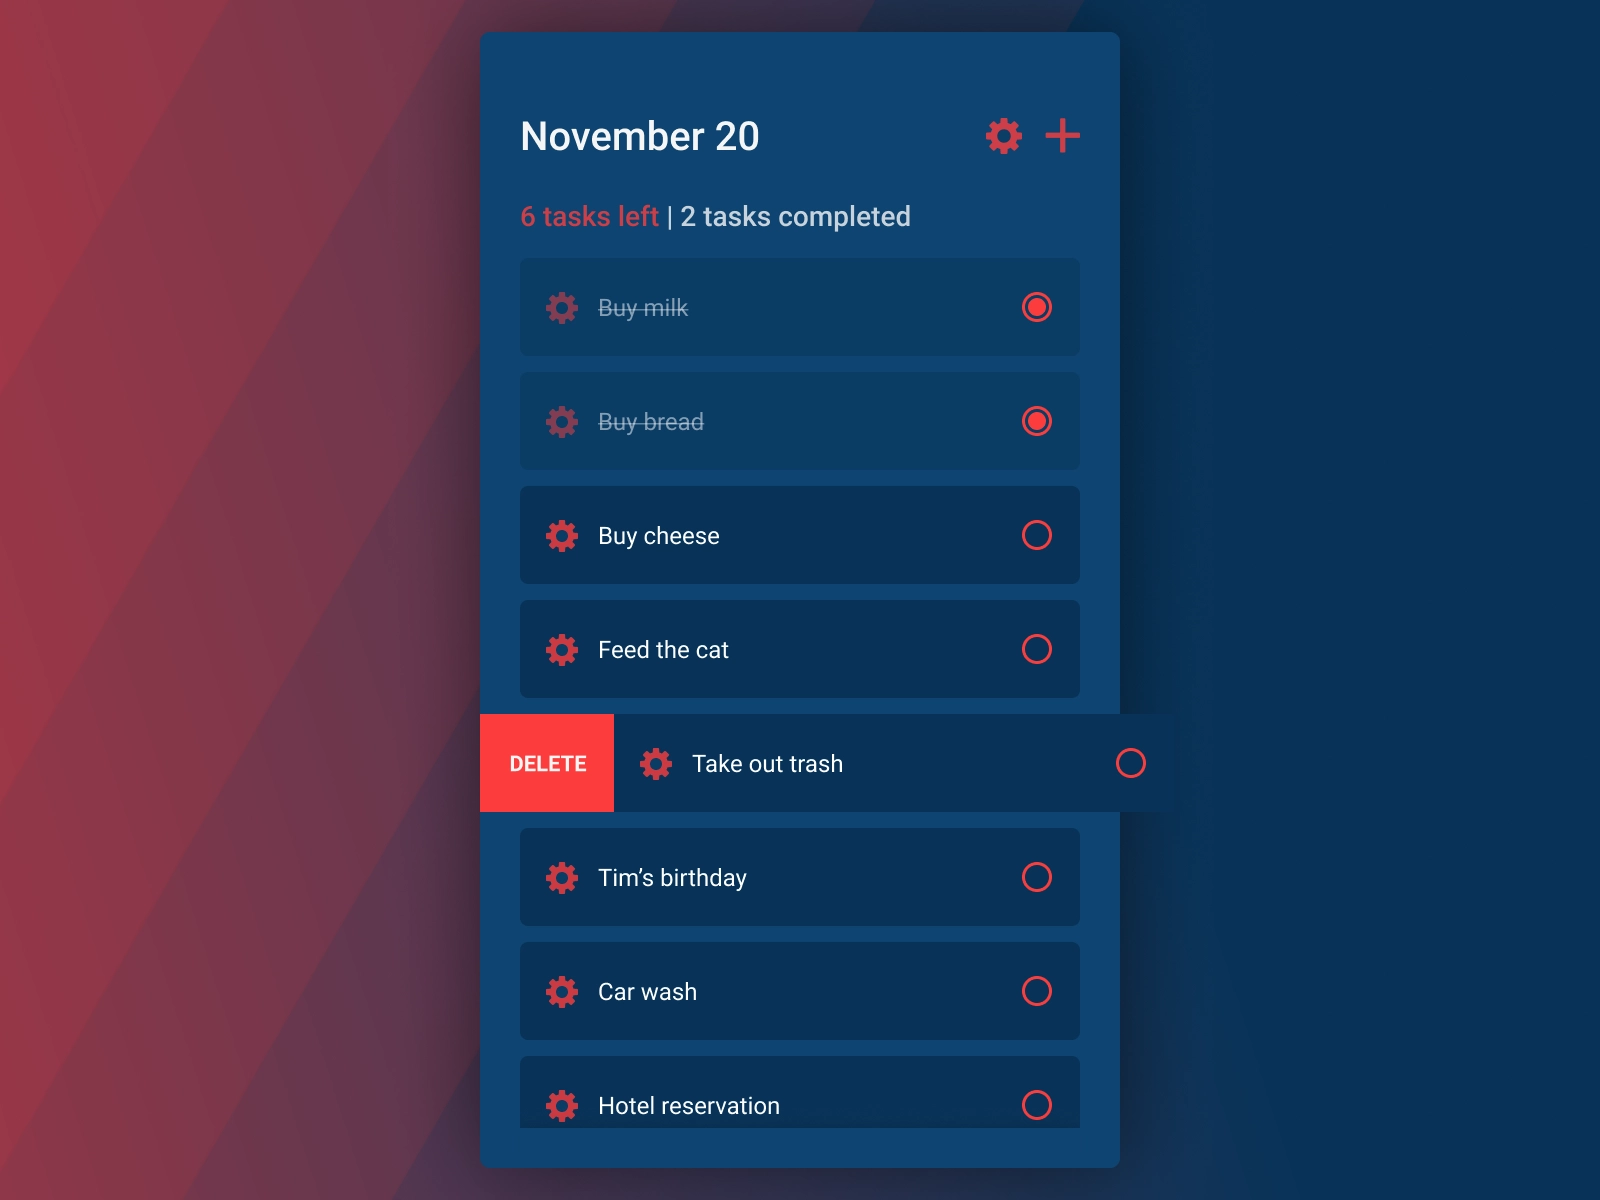 November 20
6 tasks left | 2 tasks completed
Buy milk
Buy bread
Buy cheese
Feed the cat
DELETE Take out trash
Tim’s birthday
Car wash
Hotel reservation